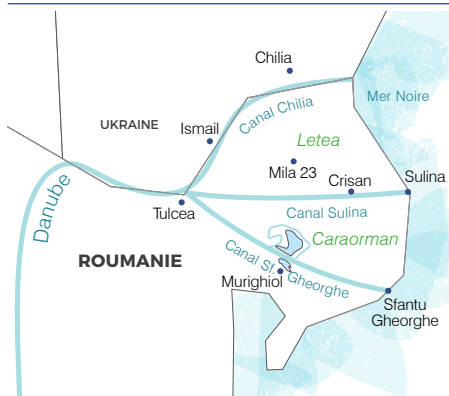 Chilia
Mer Noire
Canal Chilia
UKRAINE
Ismail
Letea
Mila 23
Crisan
Sulina
Danube
Tulcea
Canal Sulina
Caraorman
ROUMANIE
Canal Sf. Gheorghe
Murighiol
Sfantu
Gheorghe